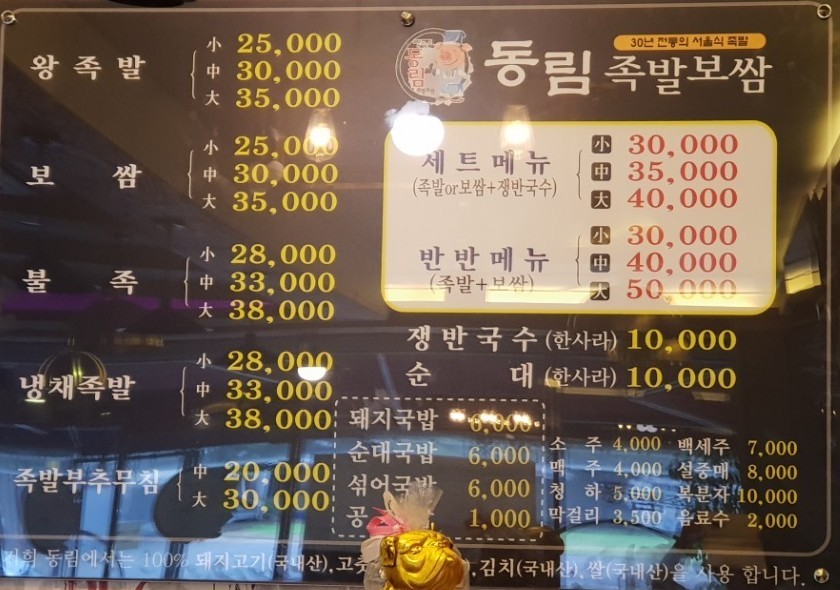 왕족발
小 25,000
中 30,000
大 35,000
보쌈
小 25,000
中 30,000
大 35,000
불족
小 28,000
中 33,000
大 38,000
냉채족발
小 28,000
中 33,000
大 38,000
족발부추무침
中 20,000
大 30,000
동림
30년 전통의 서울식 족발
동림 족발보쌈
세트메뉴
(족발or보쌈+쟁반국수)
小 30,000
中 35,000
大 40,000
반반메뉴
(족발+보쌈)
小 30,000
中 40,000
大 50,000
쟁반국수 (한사라) 10,000
순대 (한사라) 10,000
돼지국밥 6,000
순대국밥 6,000
섞어국밥 6,000
공 1,000
소주 4,000 백세주 7,000
맥주 4,000 설중매 8,000
청하 5,000 복분자 10,000
막걸리 3,500 음료수 2,000
저희 동림에서는 100% 돼지고기(국내산), 김치(국내산), 쌀(국내산)을 사용 합니다.